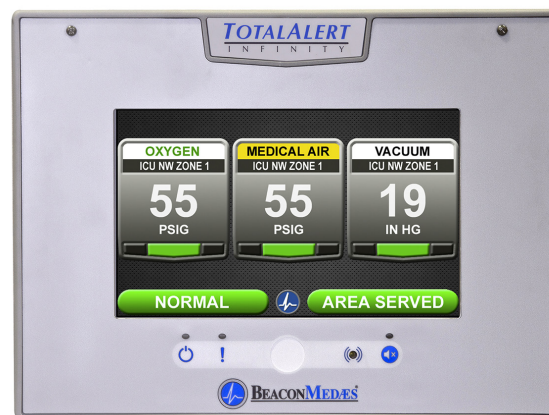 TOTALALERT
INFINITY
OXYGEN
ICU NW ZONE 1
55
PSIG
MEDICAL AIR
ICU NW ZONE 1
55
PSIG
VACUUM
ICU NW ZONE 1
19
IN HG
NORMAL
AREA SERVED
!
BEACONMEDÆS